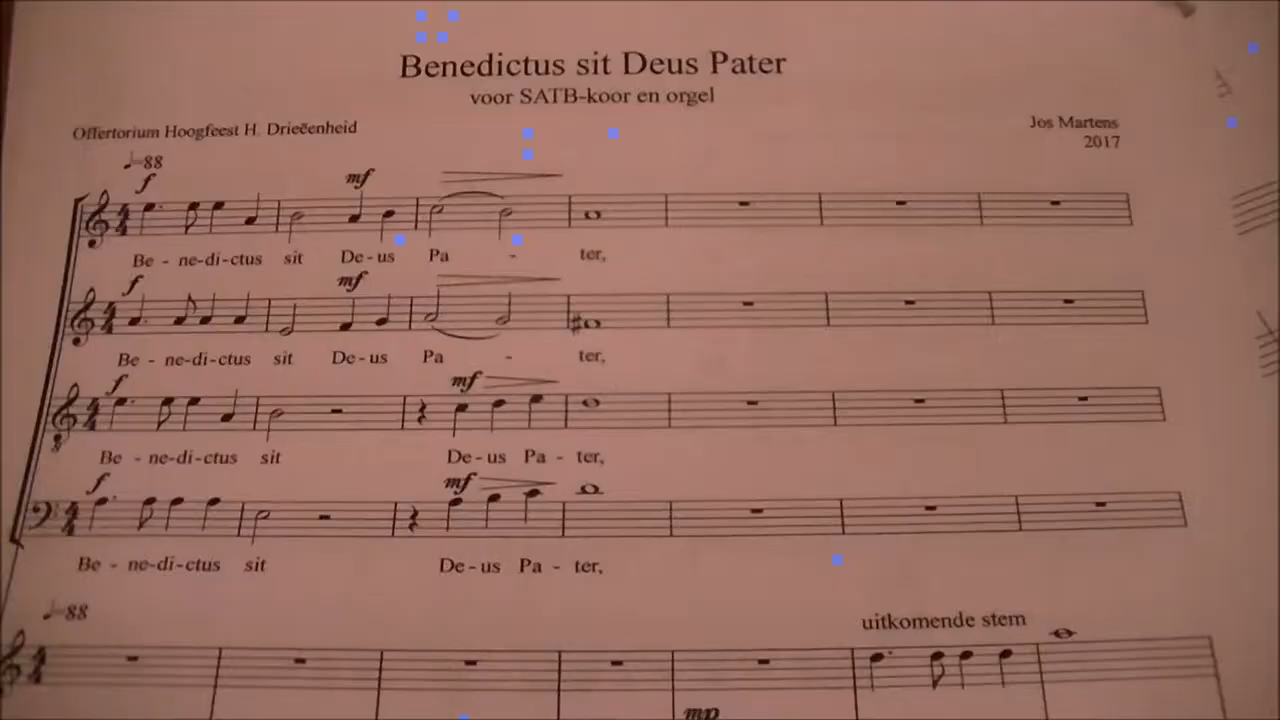 Benedictus sit Deus Pater
voor SATB-koor en orgel
Offertorium Hoogfeest H. Drieëenheid
Jos Martens
2017
♩=88
f mf
Be - ne-di-ctus sit De-us Pa - ter,
f mf
Be - ne-di-ctus sit De-us Pa - ter,
f mf
Be - ne-di-ctus sit De-us Pa - ter,
f mf
Be - ne-di-ctus sit De-us Pa - ter,
♩=88
uitkomende stem
mp